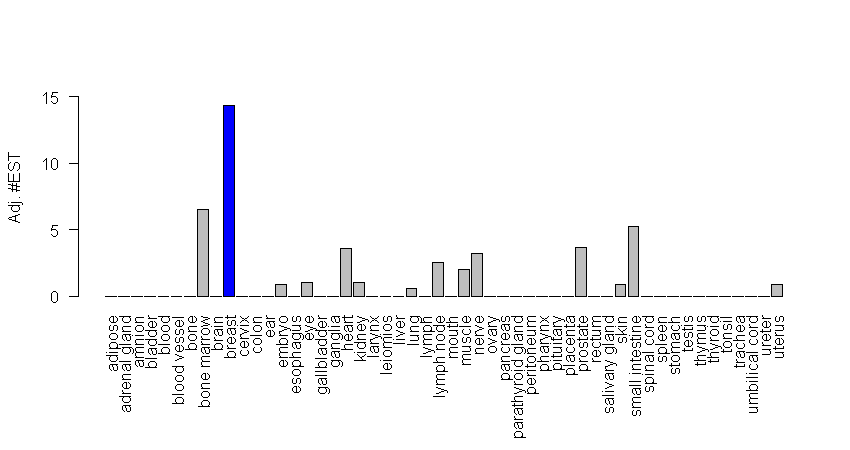 Adj. #EST
15
10
5
0
adipose
adrenal gland
amnion
bladder
blood
blood vessel
bone
bone marrow
brain
breast
cervix
colon
ear
embryo
esophagus
eye
gallbladder
ganglia
heart
kidney
larynx
leiomios
liver
lung
lymph
lymph node
mouth
muscle
nerve
ovary
pancreas
parathyroid gland
peritoneum
pharynx
pituitary
placenta
prostate
rectum
salivary gland
skin
small intestine
spinal cord
spleen
stomach
testis
thymus
thyroid
tonsil
trachea
umbilical cord
ureter
uterus